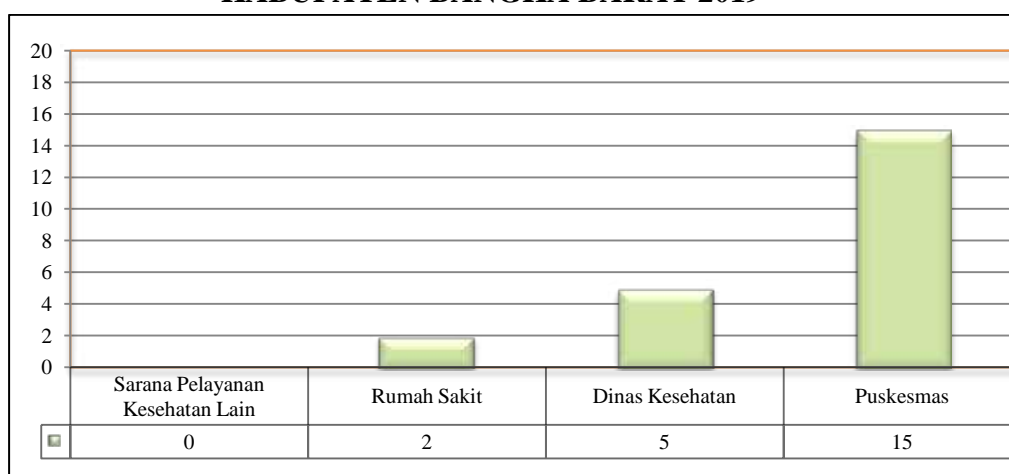 20
18
16
14
12
10
8
6
4
2
0
Sarana Pelayanan
Kesehatan Lain
Rumah Sakit
Dinas Kesehatan
Puskesmas
0 2 5 15